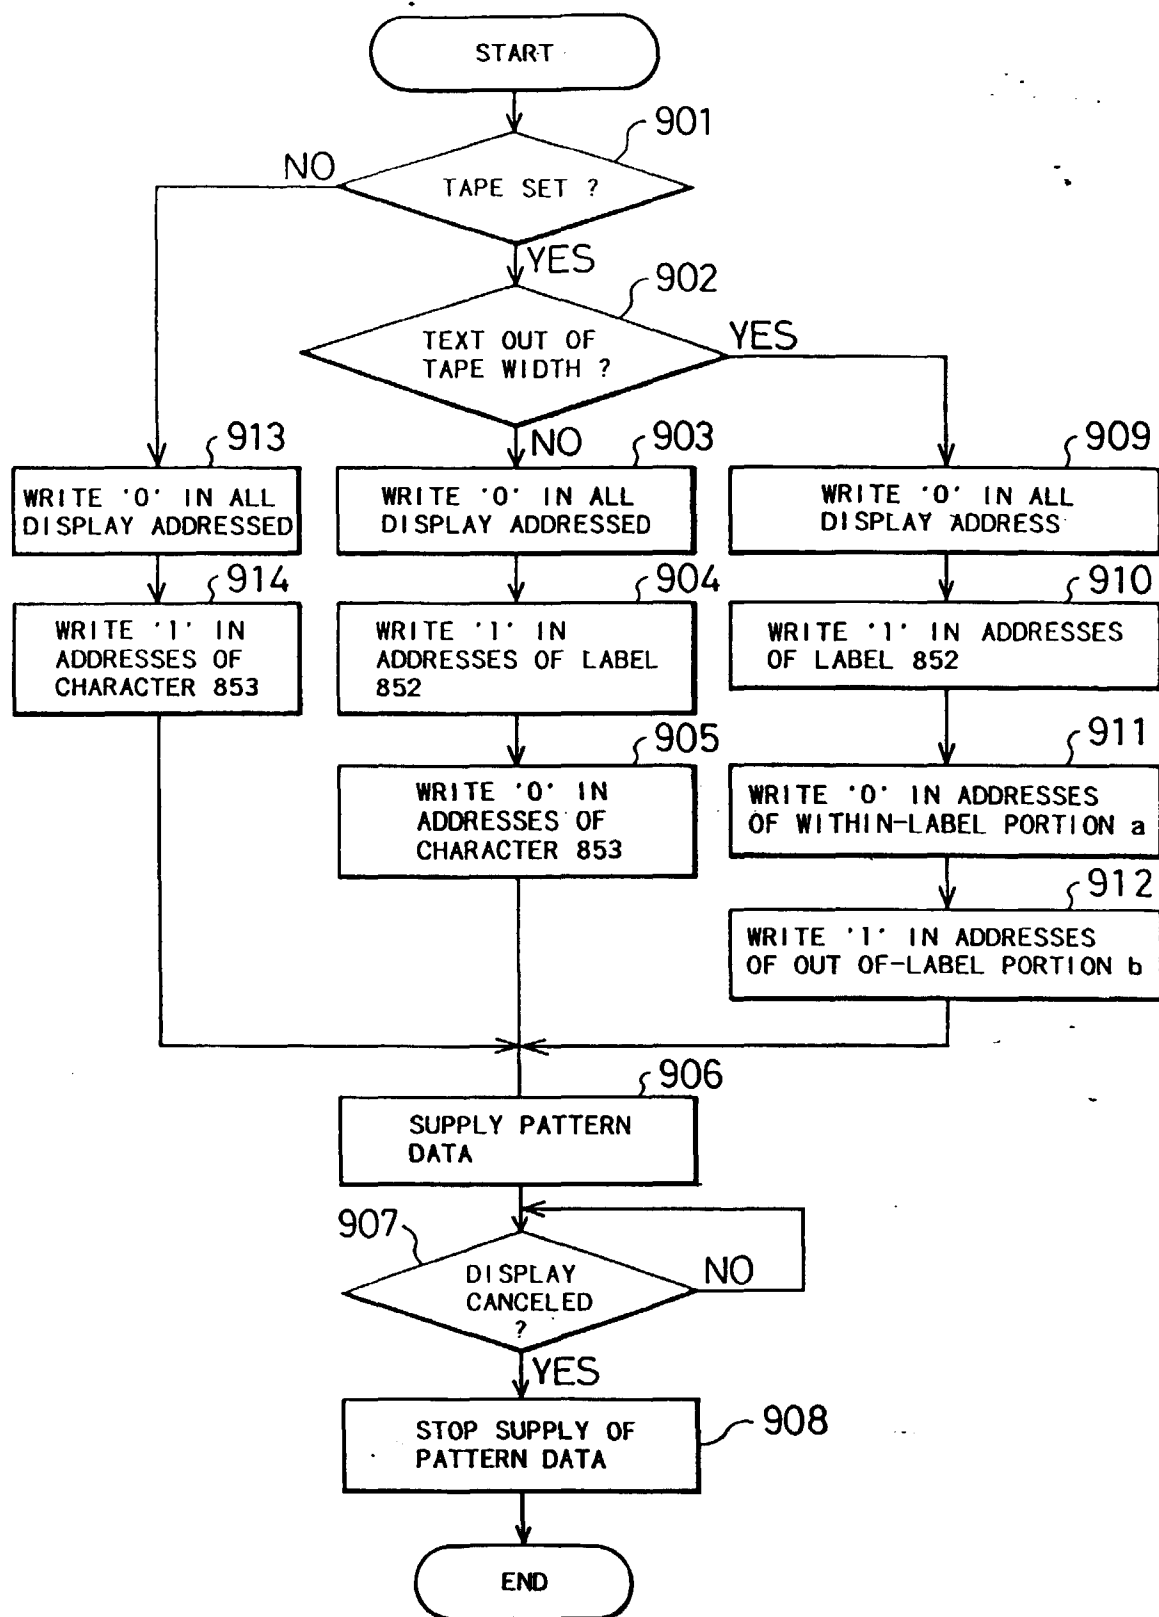 START
901
NO
TAPE SET ?
YES
902
TEXT OUT OF
TAPE WIDTH ?
YES
NO
913
WRITE '0' IN ALL
DISPLAY ADDRESSED
903
WRITE '0' IN ALL
DISPLAY ADDRESSED
909
WRITE '0' IN ALL
DISPLAY ADDRESS
914
WRITE '1' IN
ADDRESSES OF
CHARACTER 853
904
WRITE '1' IN
ADDRESSES OF LABEL
852
910
WRITE '1' IN ADDRESSES
OF LABEL 852
905
WRITE '0' IN
ADDRESSES OF
CHARACTER 853
911
WRITE '0' IN ADDRESSES
OF WITHIN-LABEL PORTION a
912
WRITE '1' IN ADDRESSES
OF OUT OF-LABEL PORTION b
906
SUPPLY PATTERN
DATA
907
DISPLAY
CANCELED
?
NO
YES
STOP SUPPLY OF
PATTERN DATA
908
END